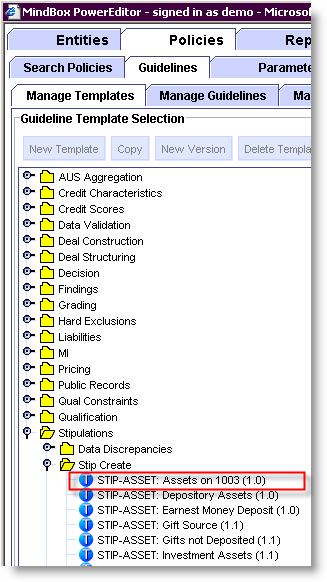 MindBox PowerEditor - signed in as demo - Microsof
Entities Policies Rep
Search Policies Guidelines Parame
Manage Templates Manage Guidelines Ma
Guideline Template Selection
New Template Copy New Version Delete Templa
AUS Aggregation
Credit Characteristics
Credit Scores
Data Validation
Deal Construction
Deal Structuring
Decision
Findings
Grading
Hard Exclusions
Liabilities
MI
Pricing
Public Records
Qual Constraints
Qualification
Stipulations
Data Discrepancies
Stip Create
STIP-ASSET: Assets on 1003 (1.0)
STIP-ASSET: Depository Assets (1.0)
STIP-ASSET: Earnest Money Deposit (1.0)
STIP-ASSET: Gift Source (1.1)
STIP-ASSET: Gifts not Deposited (1.1)
STIP-ASSET: Investment Assets (1.1)